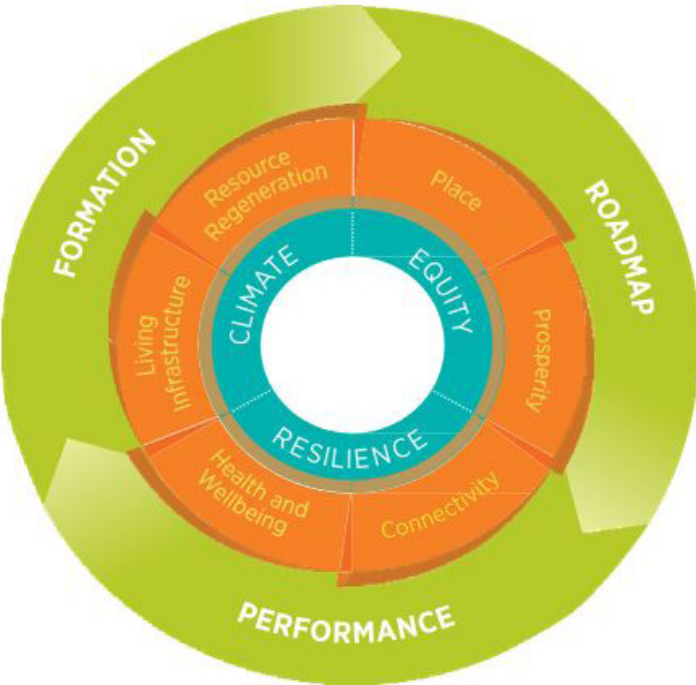 FORMATION
ROADMAP
PERFORMANCE
Resource
Regeneration
Place
Prosperity
Connectivity
Health and
Wellbeing
Living
Infrastructure
CLIMATE
EQUITY
RESILIENCE